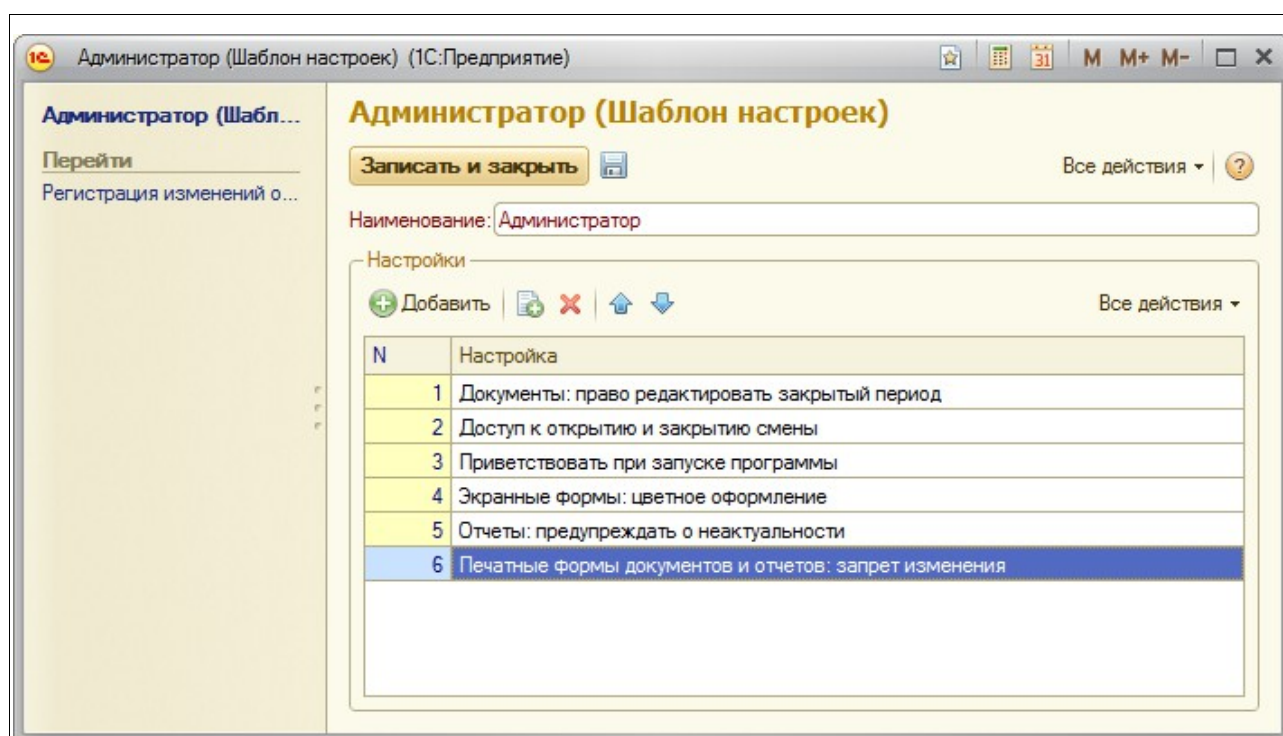 1С Администратор (Шаблон настроек) (1С:Предприятие) 31 M M+ M-
Администратор (Шабл...
Перейти
Регистрация изменений о...
Администратор (Шаблон настроек)
Записать и закрыть Все действия ?
Наименование: Администратор
Настройки
Добавить Все действия
N Настройка
1 Документы: право редактировать закрытый период
2 Доступ к открытию и закрытию смены
3 Приветствовать при запуске программы
4 Экранные формы: цветное оформление
5 Отчеты: предупреждать о неактуальности
6 Печатные формы документов и отчетов: запрет изменения